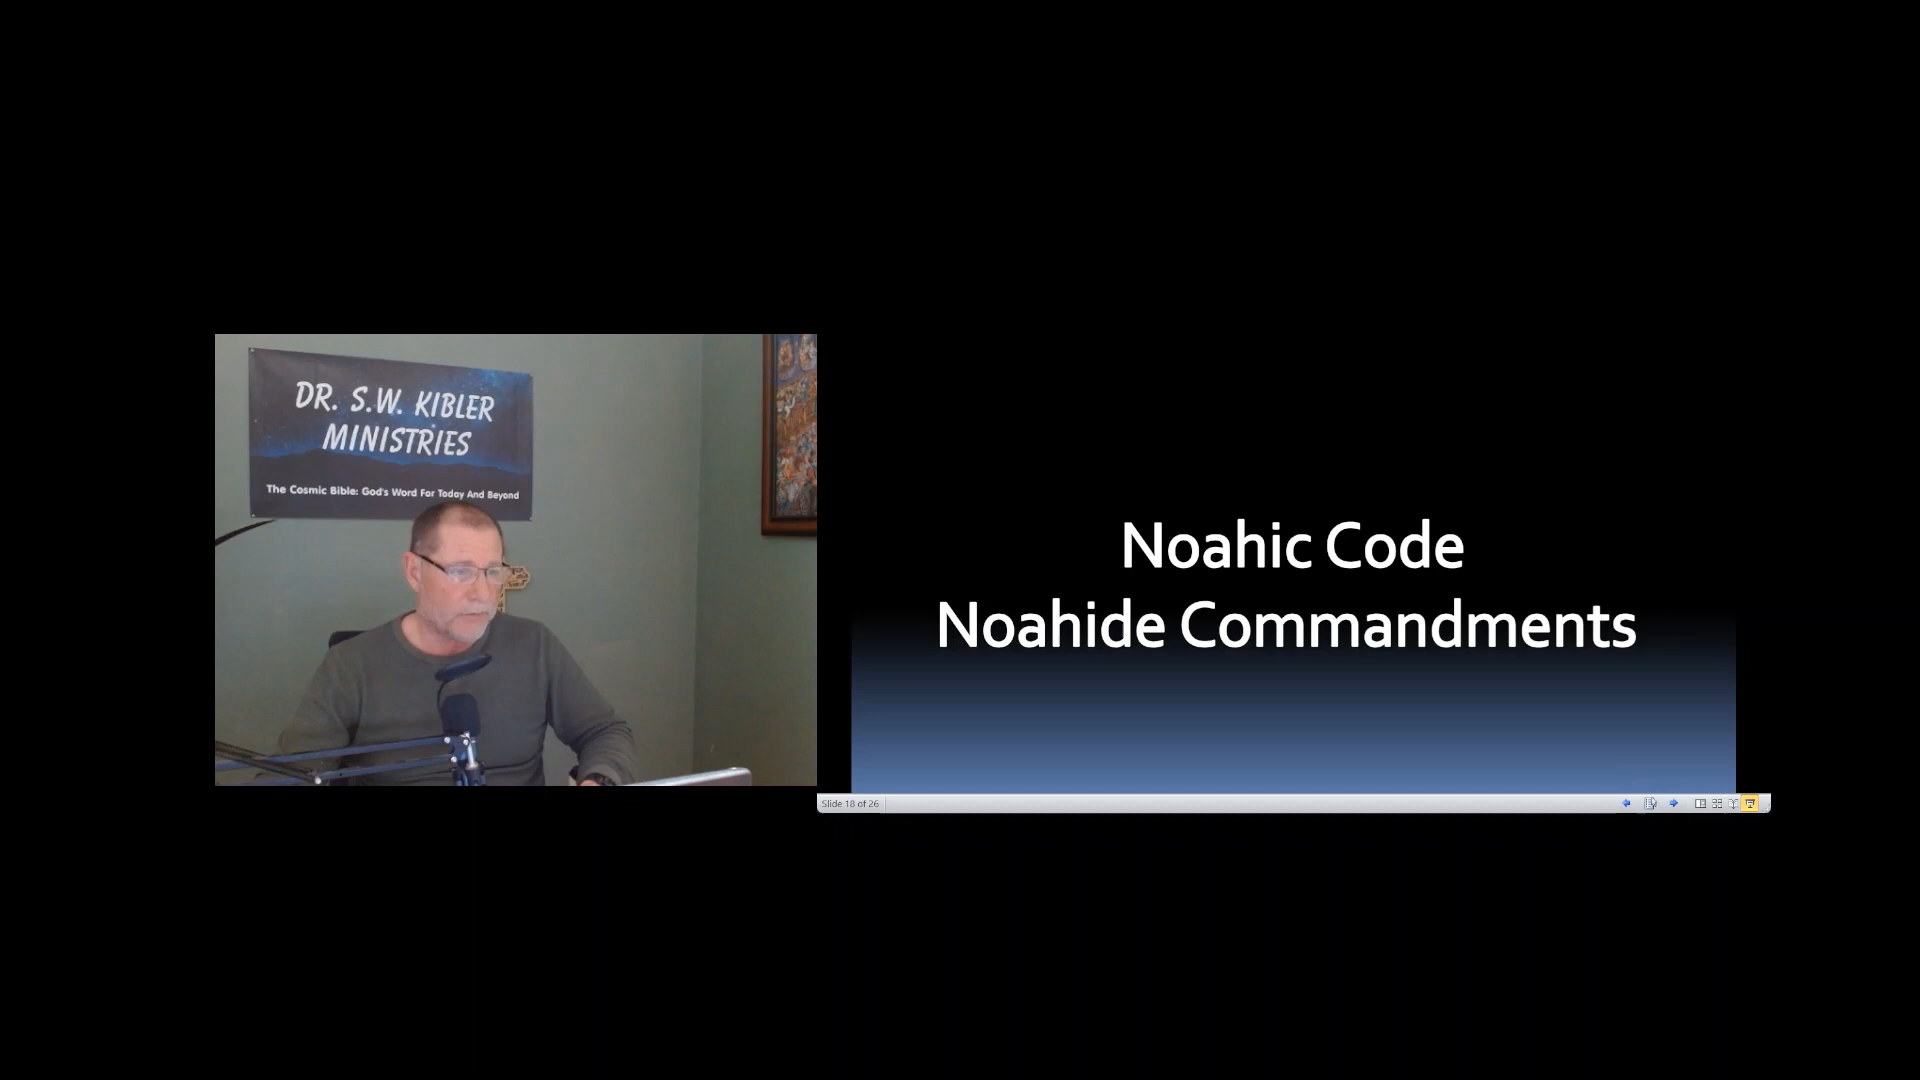 DR. S.W. KIBLER
MINISTRIES
The Cosmic Bible: God's Word For Today And Beyond
Noahic Code
Noahide Commandments
Slide 18 of 26